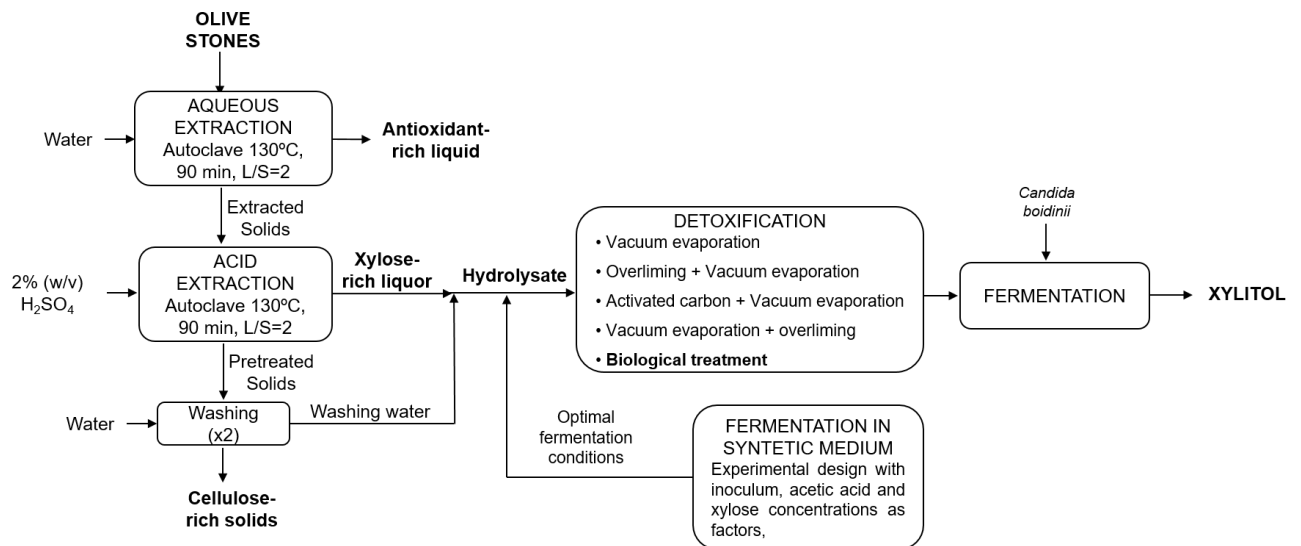 OLIVE
STONES
AQUEOUS
EXTRACTION
Autoclave 130ºC,
90 min, L/S=2
Water
Antioxidant-
rich liquid
Extracted
Solids
2% (w/v)
H₂SO₄
ACID
EXTRACTION
Autoclave 130ºC,
90 min, L/S=2
Xylose-
rich liquor
Hydrolysate
Pretreated
Solids
Water
Washing
(x2)
Washing water
Cellulose-
rich solids
DETOXIFICATION
• Vacuum evaporation
• Overliming + Vacuum evaporation
• Activated carbon + Vacuum evaporation
• Vacuum evaporation + overliming
• Biological treatment
Optimal
fermentation
conditions
FERMENTATION IN
SYNTETIC MEDIUM
Experimental design with
inoculum, acetic acid and
xylose concentrations as
factors,
Candida
boidinii
FERMENTATION
XYLITOL